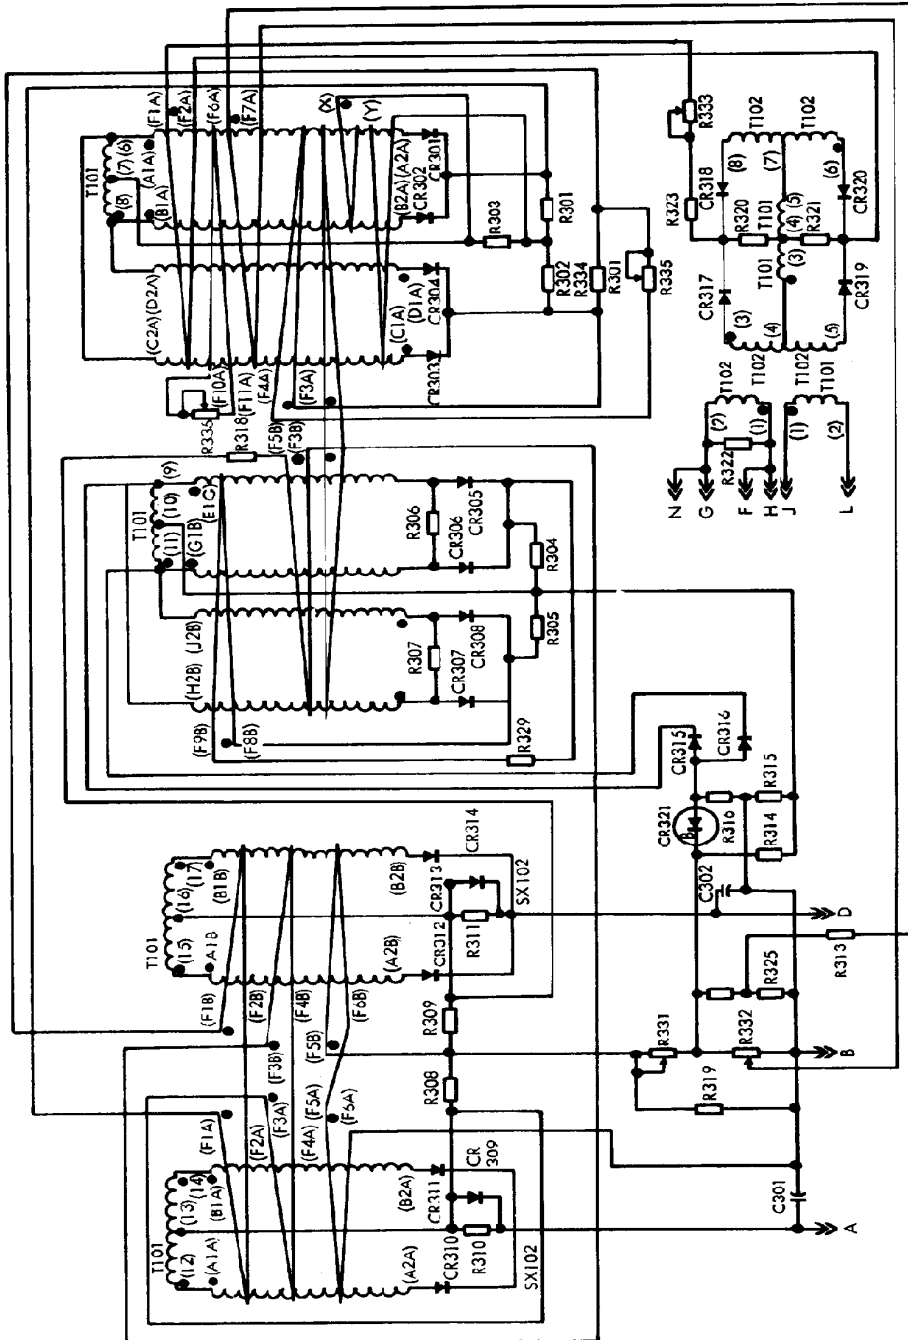 T101
(8)
(7)
(6)
(A1A)
(B1A)
(F1A)
(F2A)
(F6A)
(F7A)
(X)
(Y)
(A2A)
(B2A)
CR301
CR302
R303
R301
R302
R334
R301
R335
(C2A)
(D2A)
(C1A)
(D1A)
CR304
CR303
R336
(F10A)
(F11A)
(F4A)
(F3A)
R318
(F5B)
(F3B)
T101
(9)
(10)
(11)
(G1B)
(E1C)
R306
CR306
CR305
R304
R305
(H2B)
(J2B)
R307
CR307
CR308
(F9B)
(F8B)
R329
R333
R323
CR318
R320
T101
R321
CR320
T102
(8)
(7)
T102
(6)
(5)
(4)
(3)
T101
CR317
CR319
(3)
(4)
T102
(5)
T102
T102
T101
(2)
(1)
R322
(1)
(2)
N
G
F
H
J
L
T101
(15)
(16)
(17)
A1B)
(B1B)
(F1B)
(F2B)
(F3B)
(F4B)
(F5B)
(F6B)
(A2B)
(B2B)
CR312
CR313
CR314
R311
SX102
R309
R308
T101
(12)
(13)
(14)
(A1A)
(B1A)
(F1A)
(F2A)
(F3A)
(F4A)
(F5A)
(F6A)
(A2A)
(B2A)
CR310
CR311
CR
309
R310
SX102
CR315
CR316
CR321
B
R316
R315
R314
C302
R325
R313
R331
R332
R319
C301
D
B
A